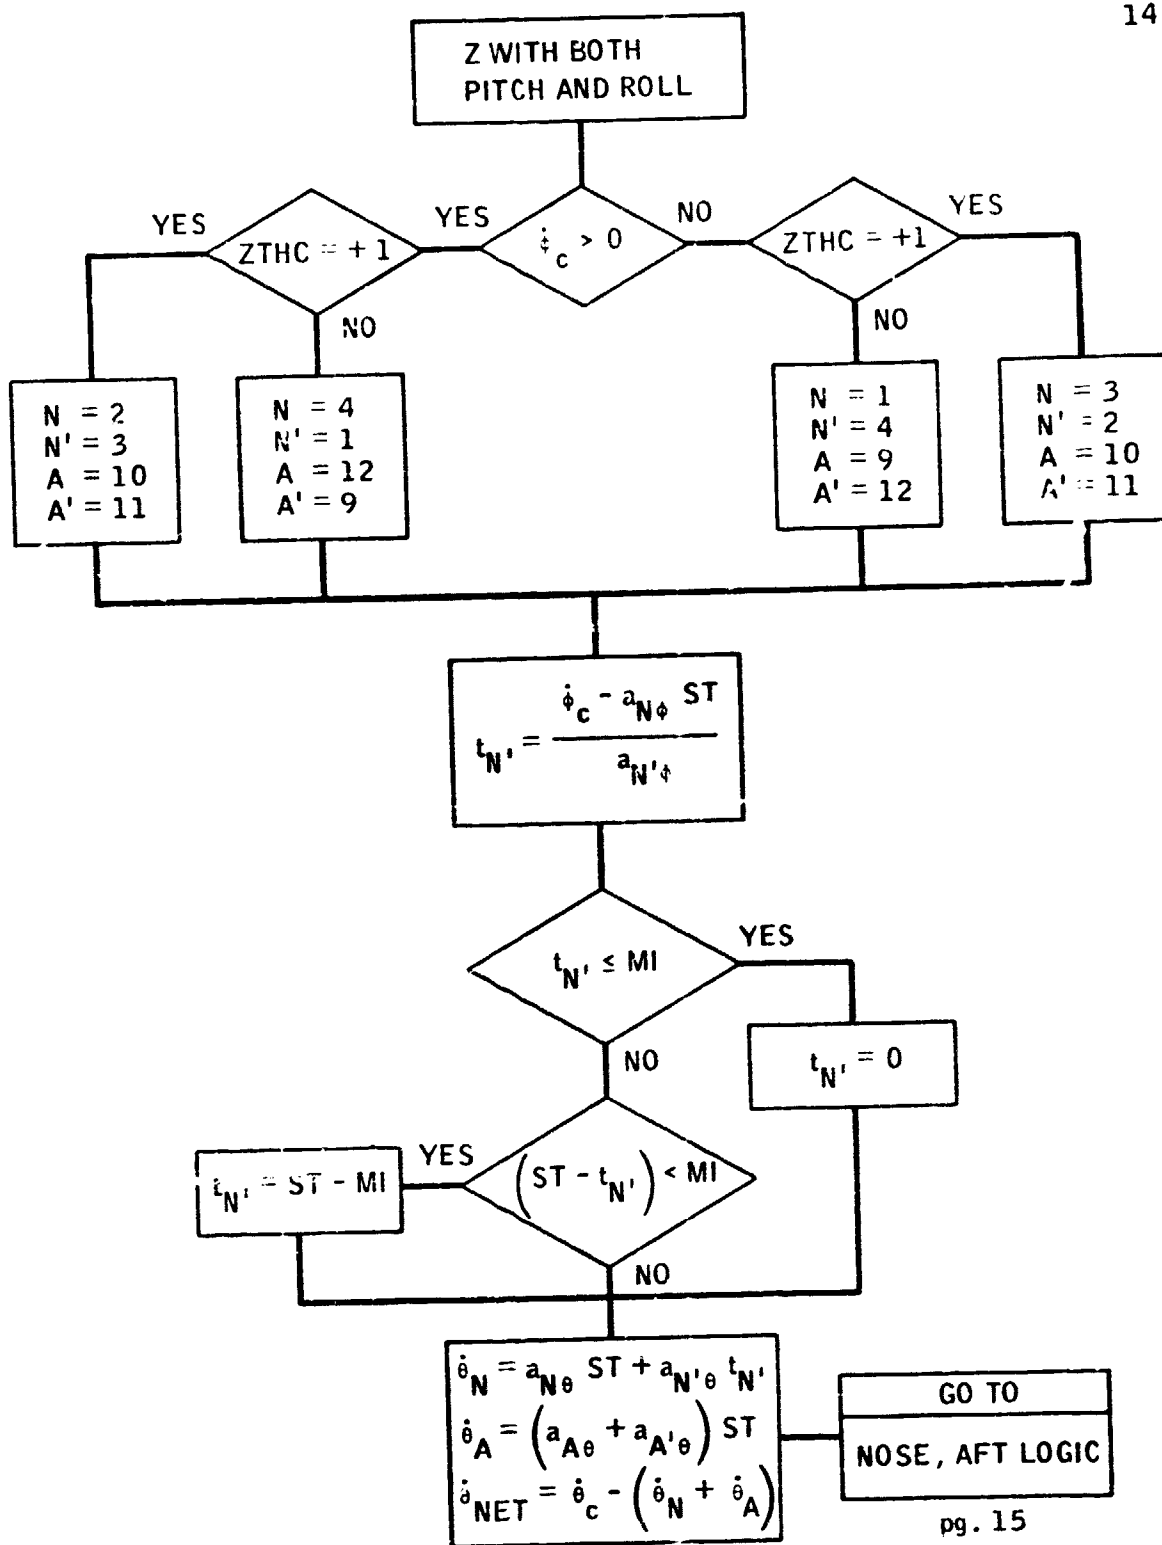 14
Z WITH BOTH
PITCH AND ROLL
YES
ZTHC = + 1
YES
φ̇c > 0
NO
ZTHC = +1
YES
NO
NO
N = 2
N' = 3
A = 10
A' = 11
N = 4
N' = 1
A = 12
A' = 9
N = 1
N' = 4
A = 9
A' = 12
N = 3
N' = 2
A = 10
A' = 11
tN' = (φ̇c - aNφ ST) / aN'φ
tN' ≤ MI
YES
NO
tN' = 0
(ST - tN') < MI
YES
tN' = ST - MI
NO
θ̇N = aNθ ST + aN'θ tN'
θ̇A = (aAθ + aA'θ) ST
θ̇NET = θ̇c - (θ̇N + θ̇A)
GO TO
NOSE, AFT LOGIC
pg. 15